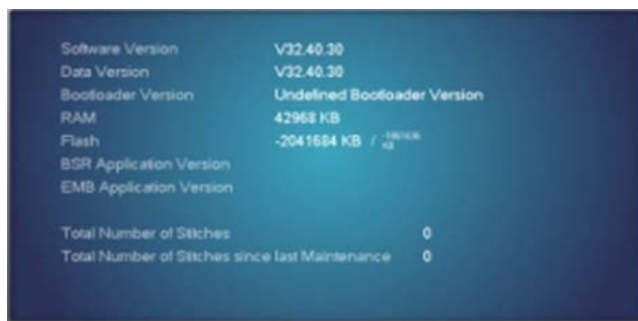 Software Version V32.40.30
Data Version V32.40.30
Bootloader Version Undefined Bootloader Version
RAM 42968 KB
Flash -2041684 KB / KB
BSR Application Version
EMB Application Version
Total Number of Stitches 0
Total Number of Stitches since last Maintenance 0